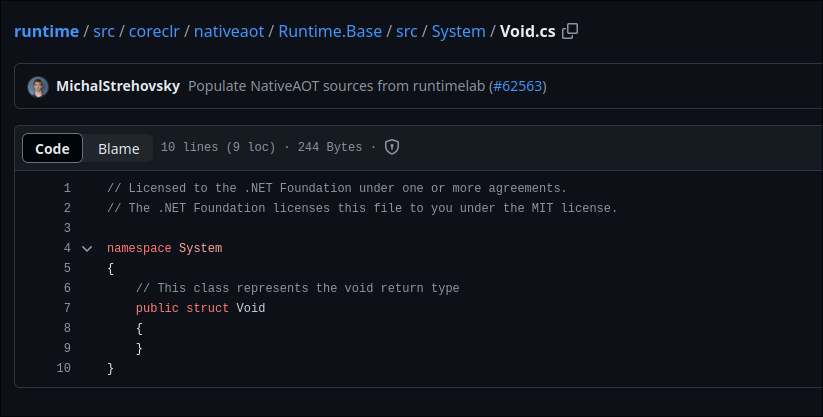 runtime / src / coreclr / nativeaot / Runtime.Base / src / System / Void.cs
MichalStrehovsky Populate NativeAOT sources from runtimelab (#62563)
Code Blame 10 lines (9 loc) · 244 Bytes ·
1 // Licensed to the .NET Foundation under one or more agreements.
2 // The .NET Foundation licenses this file to you under the MIT license.
3
4 namespace System
5 {
6 // This class represents the void return type
7 public struct Void
8 {
9 }
10 }